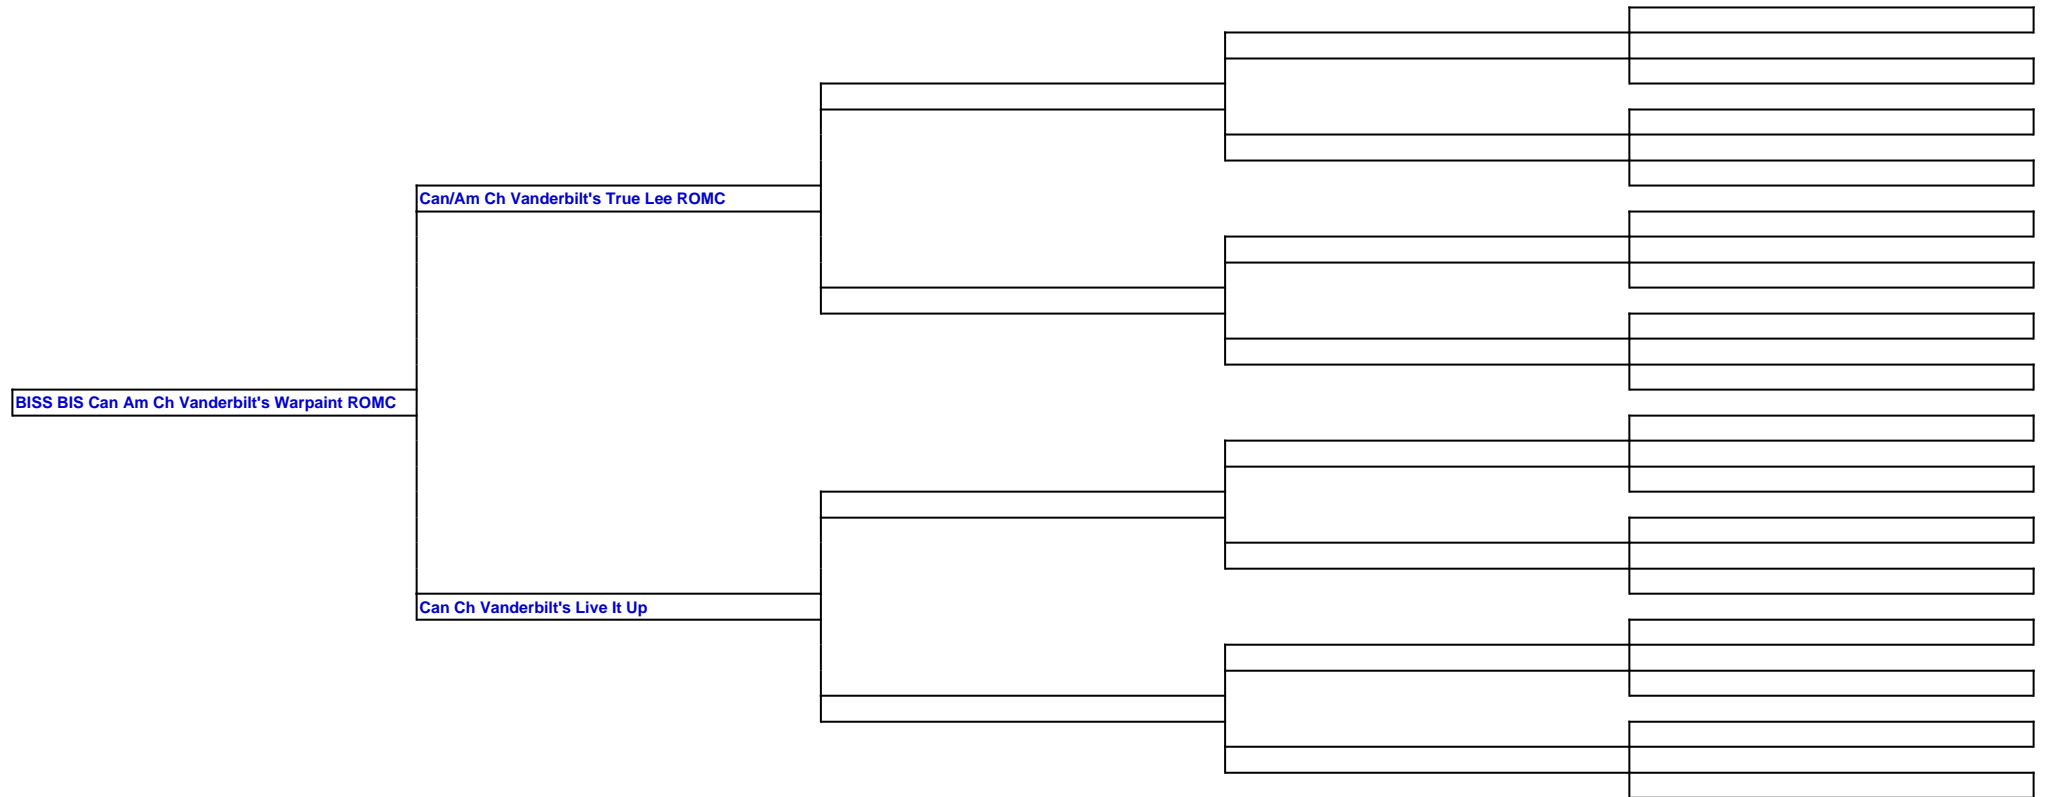 Can/Am Ch Vanderbilt's True Lee ROMC
BISS BIS Can Am Ch Vanderbilt's Warpaint ROMC
Can Ch Vanderbilt's Live It Up